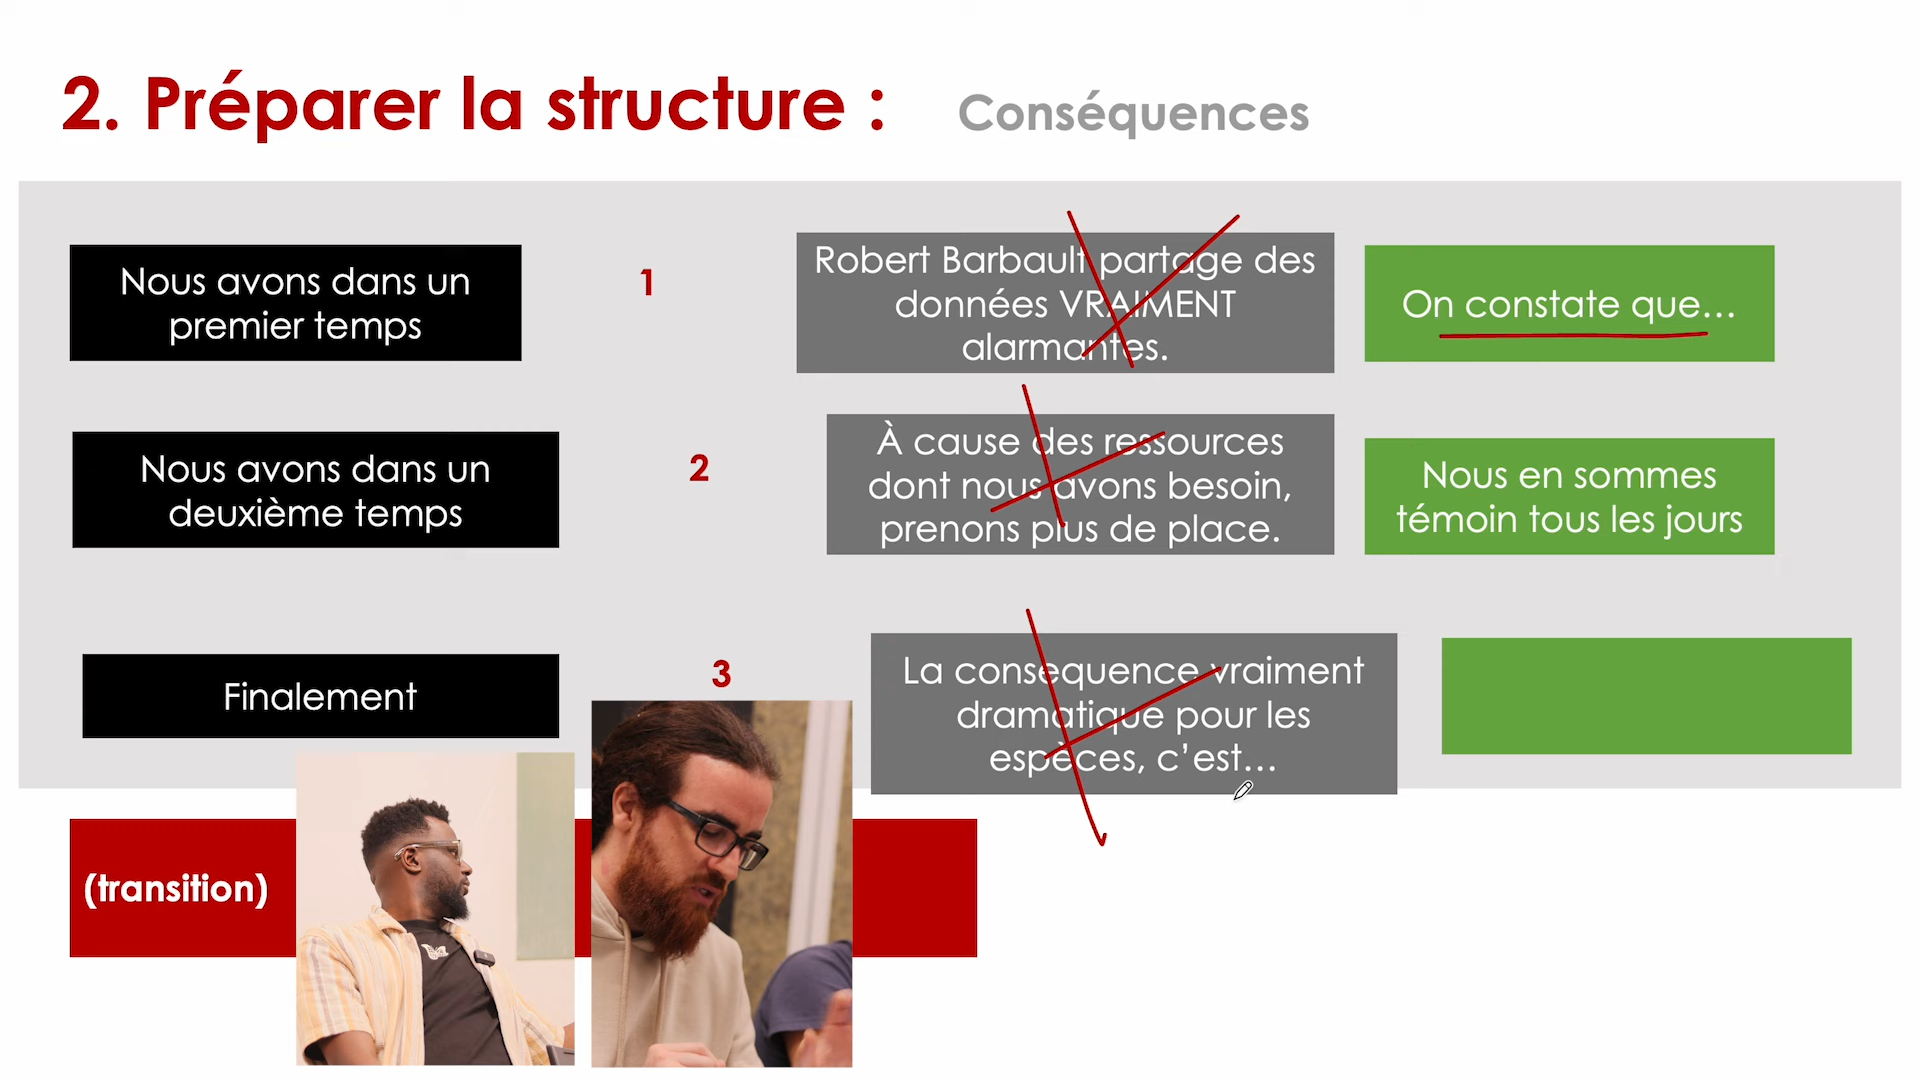 2. Préparer la structure :
Conséquences
Nous avons dans un
premier temps
1
Robert Barbault partage des
données VRAIMENT
alarmantes.
On constate que…
Nous avons dans un
deuxième temps
2
À cause des ressources
dont nous avons besoin,
prenons plus de place.
Nous en sommes
témoin tous les jours
Finalement
3
La consequence vraiment
dramatique pour les
espèces, c’est…
(transition)